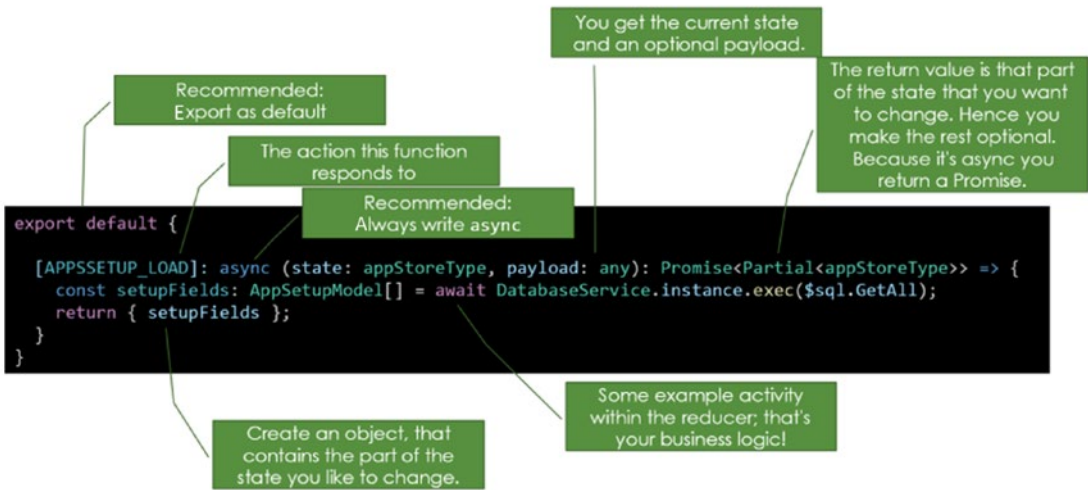 You get the current state
and an optional payload.
Recommended:
Export as default
The return value is that part
of the state that you want
to change. Hence you
make the rest optional.
Because it's async you
return a Promise.
The action this function
responds to
Recommended:
Always write async
export default {
[APPSSETUP_LOAD]: async (state: appStoreType, payload: any): Promise<Partial<appStoreType>> => {
const setupFields: AppSetupModel[] = await DatabaseService.instance.exec($sql.GetAll);
return { setupFields };
}
}
Some example activity
within the reducer; that's
your business logic!
Create an object, that
contains the part of the
state you like to change.